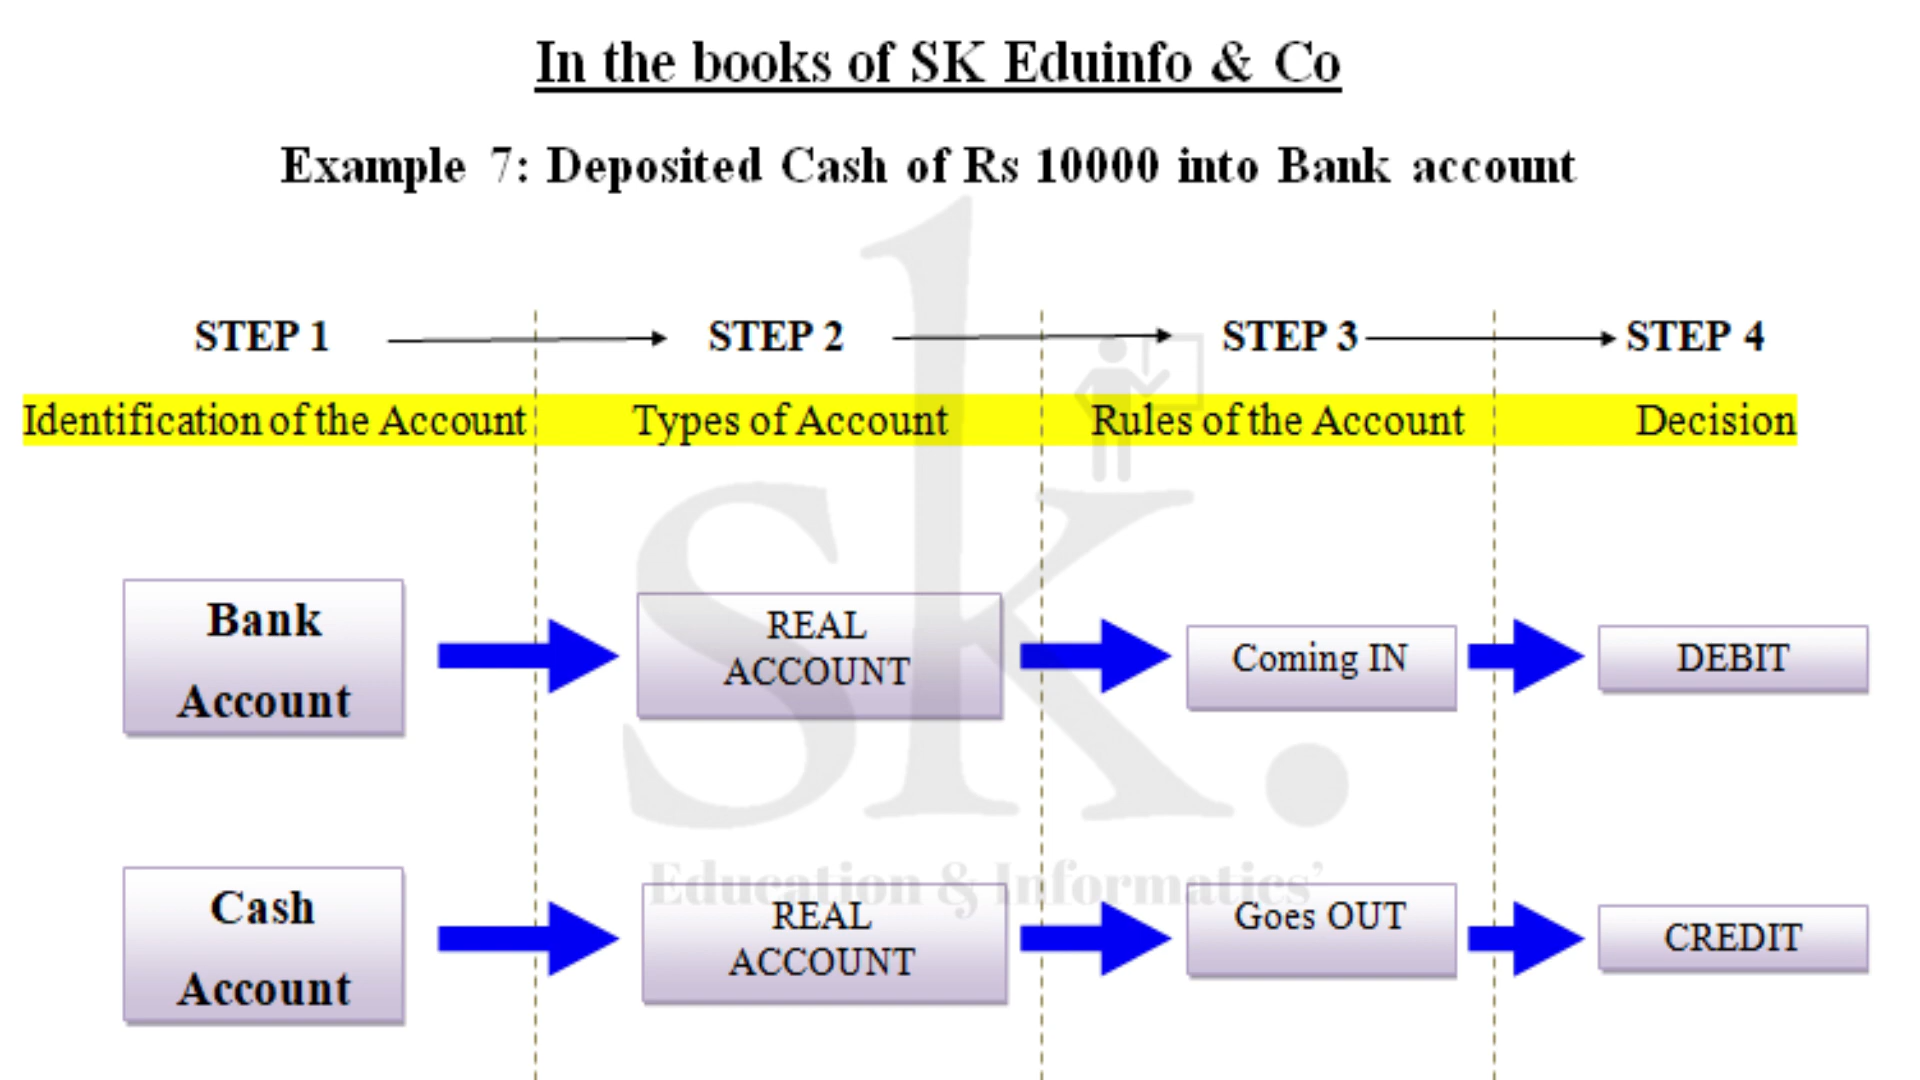 In the books of SK Eduinfo & Co
Example 7: Deposited Cash of Rs 10000 into Bank account
STEP 1 STEP 2 STEP 3 STEP 4
Identification of the Account Types of Account Rules of the Account Decision
Bank
Account
REAL
ACCOUNT
Coming IN
DEBIT
Cash
Account
REAL
ACCOUNT
Goes OUT
CREDIT
sk.
Education & Informatics’